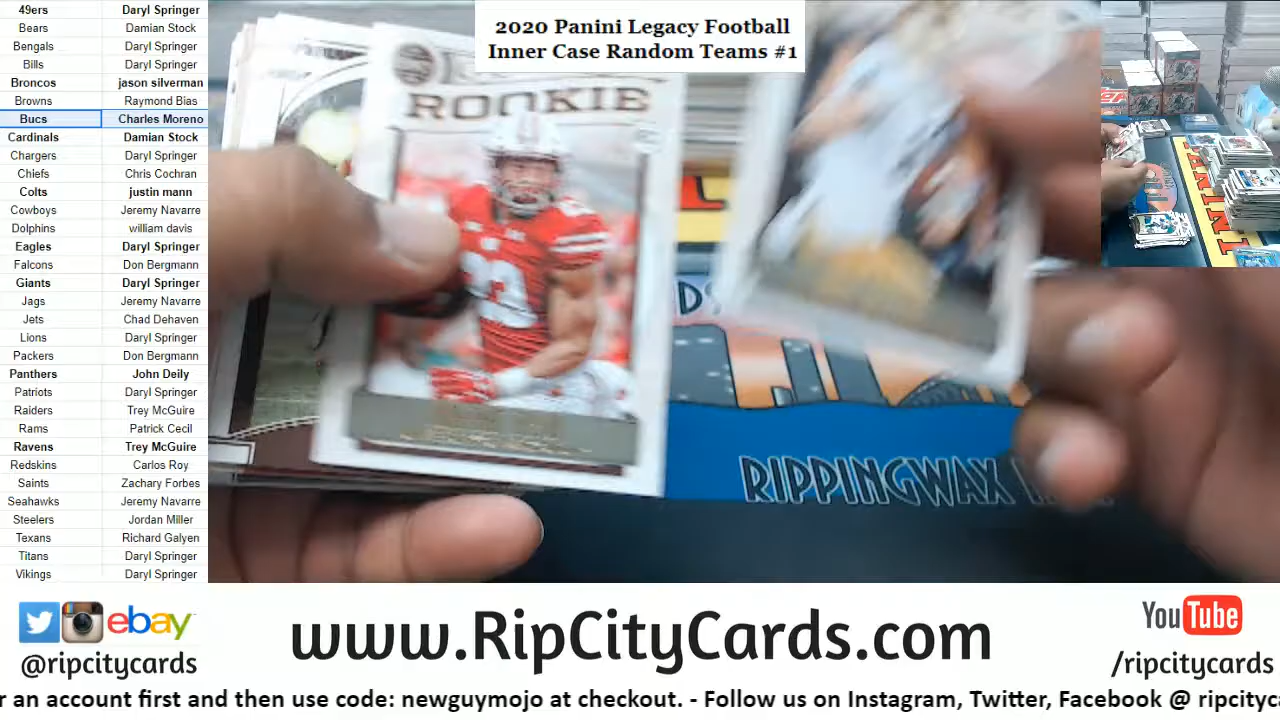 49ers Daryl Springer
Bears Damian Stock
Bengals Daryl Springer
Bills Daryl Springer
Broncos jason silverman
Browns Raymond Bias
Bucs Charles Moreno
Cardinals Damian Stock
Chargers Daryl Springer
Chiefs Chris Cochran
Colts justin mann
Cowboys Jeremy Navarre
Dolphins william davis
Eagles Daryl Springer
Falcons Don Bergmann
Giants Daryl Springer
Jags Jeremy Navarre
Jets Chad Dehaven
Lions Daryl Springer
Packers Don Bergmann
Panthers John Deily
Patriots Daryl Springer
Raiders Trey McGuire
Rams Patrick Cecil
Ravens Trey McGuire
Redskins Carlos Roy
Saints Zachary Forbes
Seahawks Jeremy Navarre
Steelers Jordan Miller
Texans Richard Galyen
Titans Daryl Springer
Vikings Daryl Springer
2020 Panini Legacy Football
Inner Case Random Teams #1
ROOKIE
RIPPINGWAX
ebay
@ripcitycards
www.RipCityCards.com
YouTube
/ripcitycards
r an account first and then use code: newguymojo at checkout. - Follow us on Instagram, Twitter, Facebook @ ripcityc